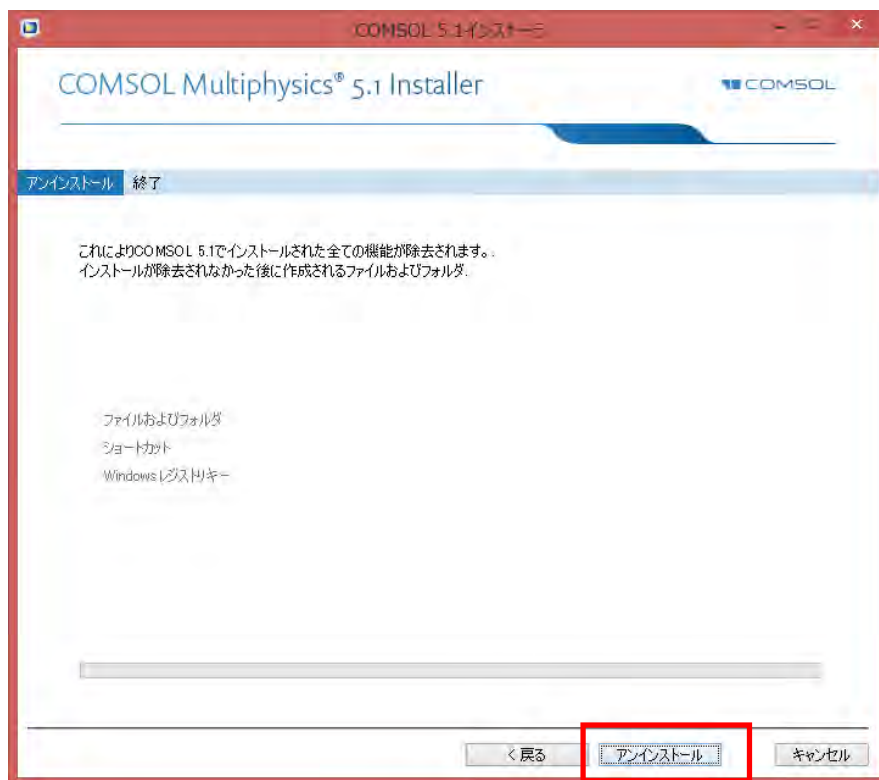 COMSOL 5.1インストーラ
COMSOL Multiphysics® 5.1 Installer
COMSOL
アンインストール 終了
これによりCOMSOL 5.1でインストールされた全ての機能が除去されます。.
インストールが除去されなかった後に作成されるファイルおよびフォルダ.
ファイルおよびフォルダ
ショートカット
Windowsレジストリキー
< 戻る アンインストール キャンセル